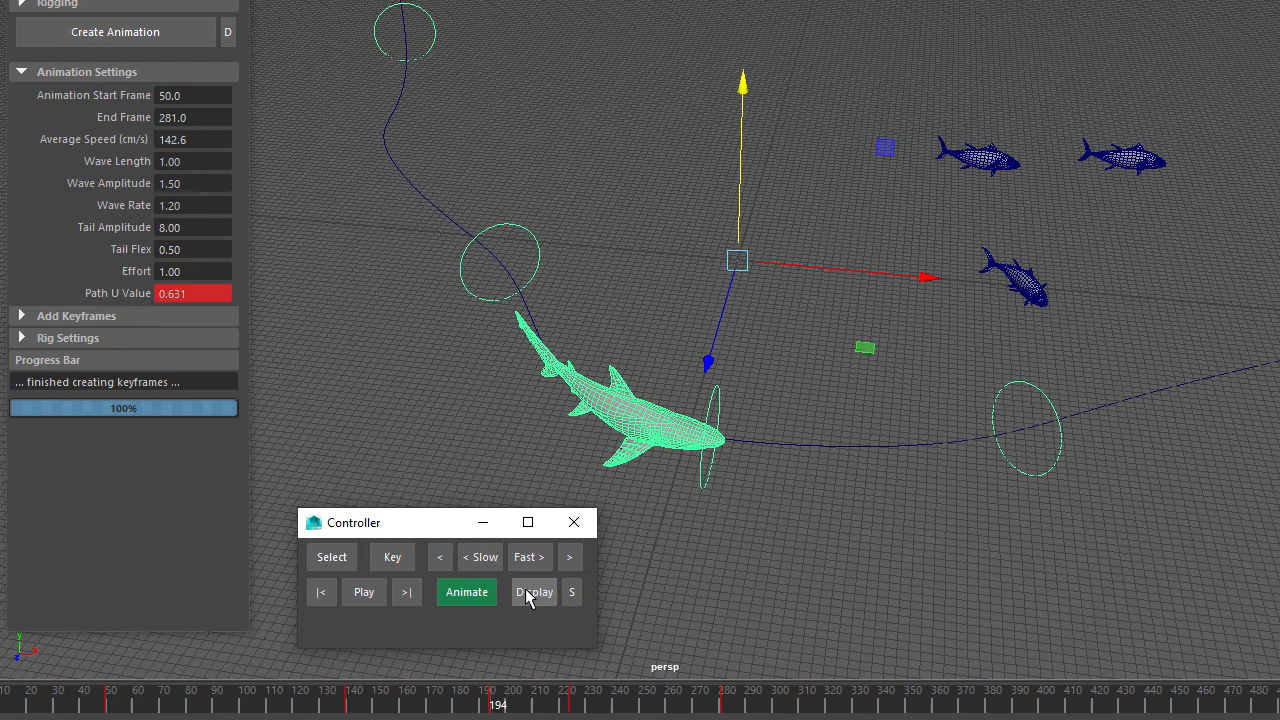 Rigging
Create Animation D
Animation Settings
Animation Start Frame 50.0
End Frame 281.0
Average Speed (cm/s) 142.6
Wave Length 1.00
Wave Amplitude 1.50
Wave Rate 1.20
Tail Amplitude 8.00
Tail Flex 0.50
Effort 1.00
Path U Value 0.631
Add Keyframes
Rig Settings
Progress Bar
... finished creating keyframes ...
100%
Controller
Select Key < < Slow Fast > >
|< Play >| Animate Display S
y
x
z
persp
10 20 30 40 50 60 70 80 90 100 110 120 130 140 150 160 170 180 190 200 210 220 230 240 250 260 270 280 290 300 310 320 330 340 350 360 370 380 390 400 410 420 430 440 450 460 470 480
194